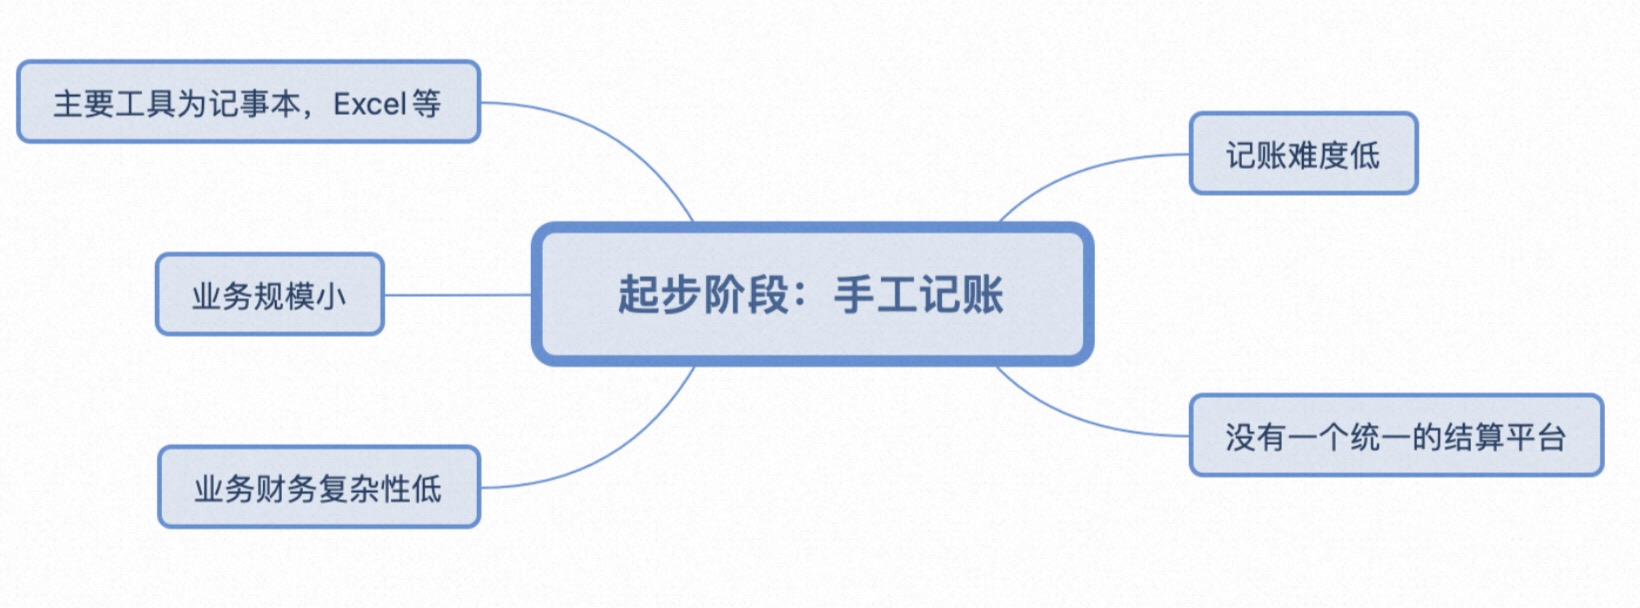 主要工具为记事本，Excel等
业务规模小
业务财务复杂性低
起步阶段：手工记账
记账难度低
没有一个统一的结算平台